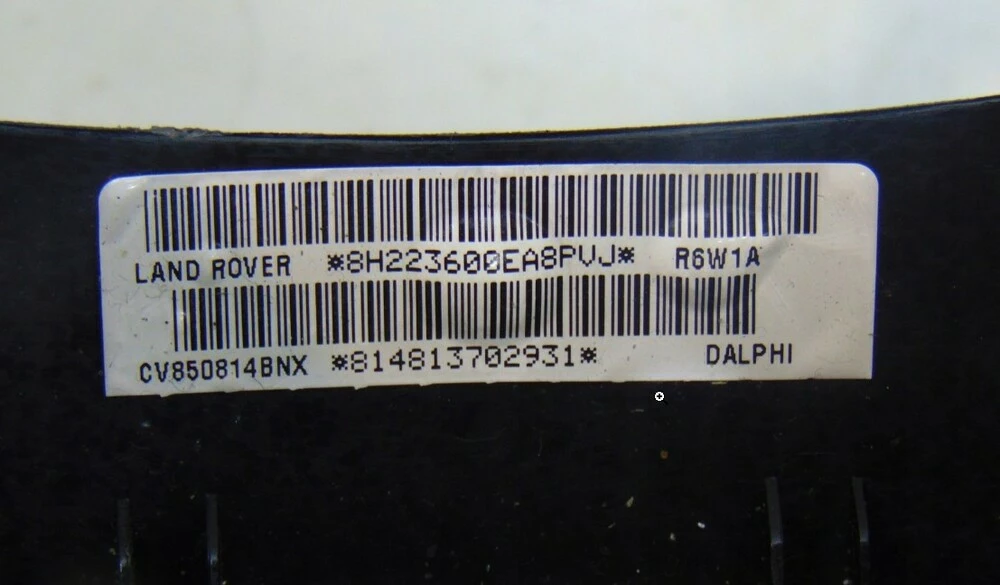 LAND ROVER *8H223600EA8PVJ* R6W1A
CV850814BNX *814813702931* DALPHI